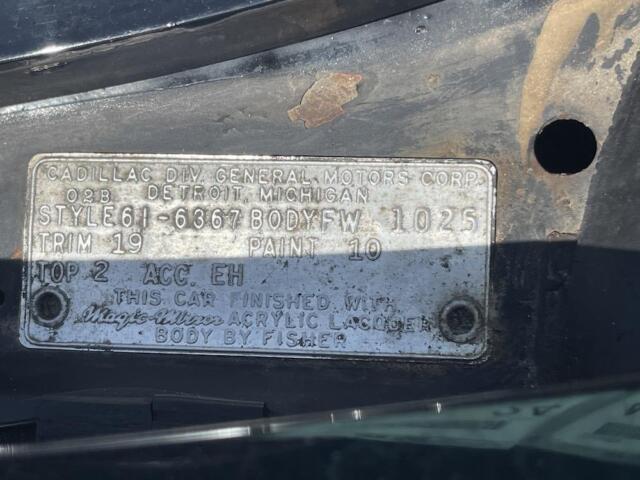 CADILLAC DIV. GENERAL MOTORS CORP.
02B DETROIT, MICHIGAN
STYLE 61-6367 BODY FW 1025
TRIM 19 PAINT 10
TOP 2 ACC. EH
THIS CAR FINISHED WITH
Magic-Mirror ACRYLIC LACQUER
BODY BY FISHER